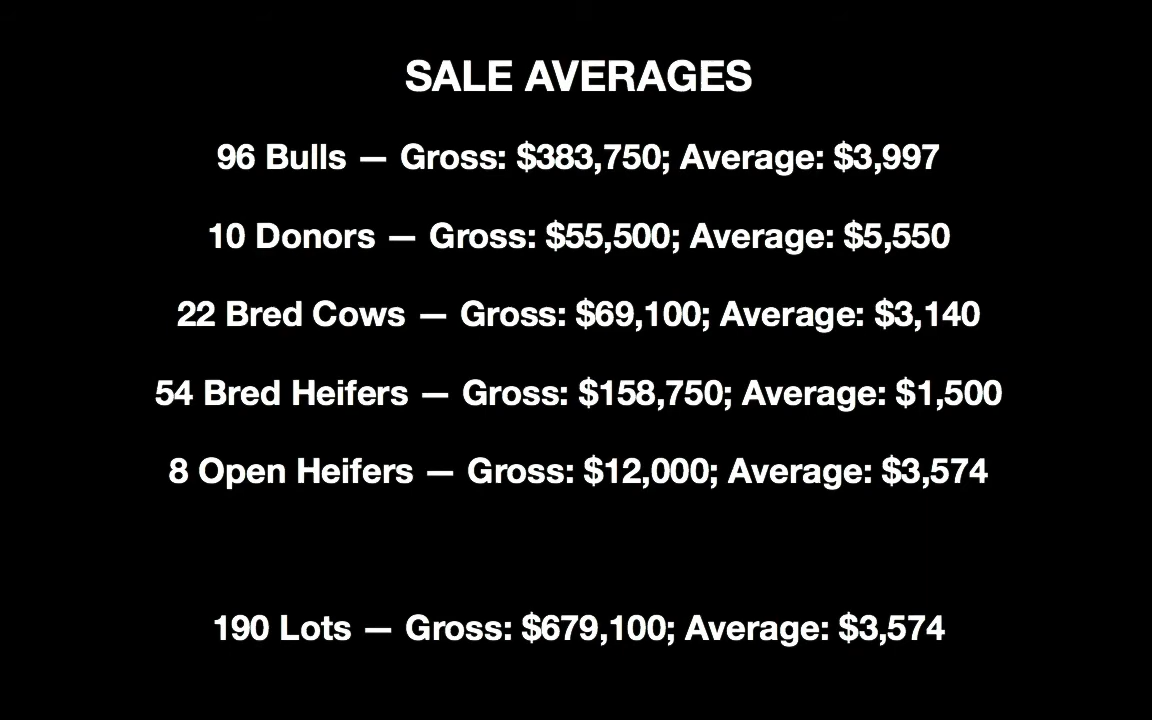 SALE AVERAGES
96 Bulls — Gross: $383,750; Average: $3,997
10 Donors — Gross: $55,500; Average: $5,550
22 Bred Cows — Gross: $69,100; Average: $3,140
54 Bred Heifers — Gross: $158,750; Average: $1,500
8 Open Heifers — Gross: $12,000; Average: $3,574
190 Lots — Gross: $679,100; Average: $3,574